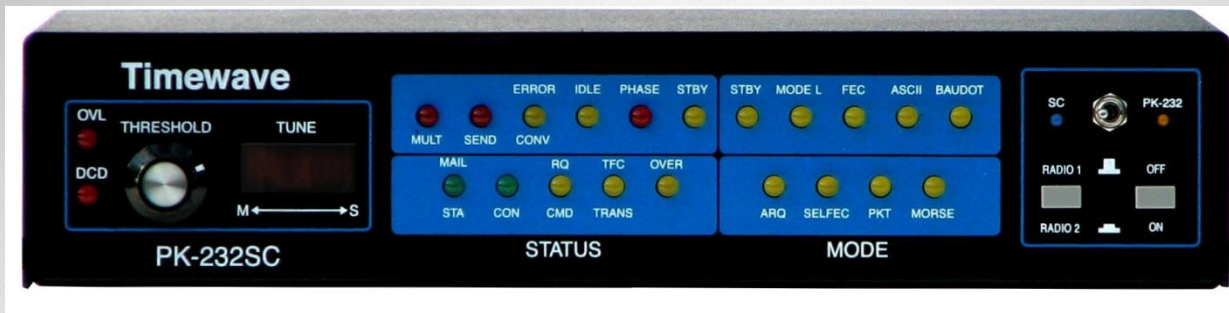 Timewave
OVL
THRESHOLD
TUNE
DCD
M S
PK-232SC
ERROR IDLE PHASE STBY
MULT SEND CONV
MAIL RQ TFC OVER
STA CON CMD TRANS
STATUS
STBY MODE L FEC ASCII BAUDOT
ARQ SELFEC PKT MORSE
MODE
SC PK-232
RADIO 1 OFF
RADIO 2 ON